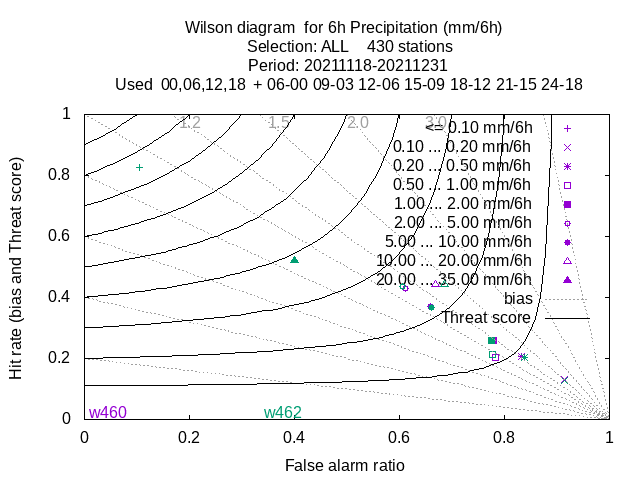 Wilson diagram  for 6h Precipitation (mm/6h)
Selection: ALL    430 stations
Period: 20211118-20211231
Used  00,06,12,18  + 06-00 09-03 12-06 15-09 18-12 21-15 24-18
1.2 1.5 2.0 3.0
<= 0.10 mm/6h
0.10 ... 0.20 mm/6h
0.20 ... 0.50 mm/6h
0.50 ... 1.00 mm/6h
1.00 ... 2.00 mm/6h
2.00 ... 5.00 mm/6h
5.00 ... 10.00 mm/6h
10.00 ... 20.00 mm/6h
20.00 ... 35.00 mm/6h
bias
Threat score
Hit rate (bias and Threat score)
1
0.8
0.6
0.4
0.2
0
w460 w462
0 0.2 0.4 0.6 0.8 1
False alarm ratio